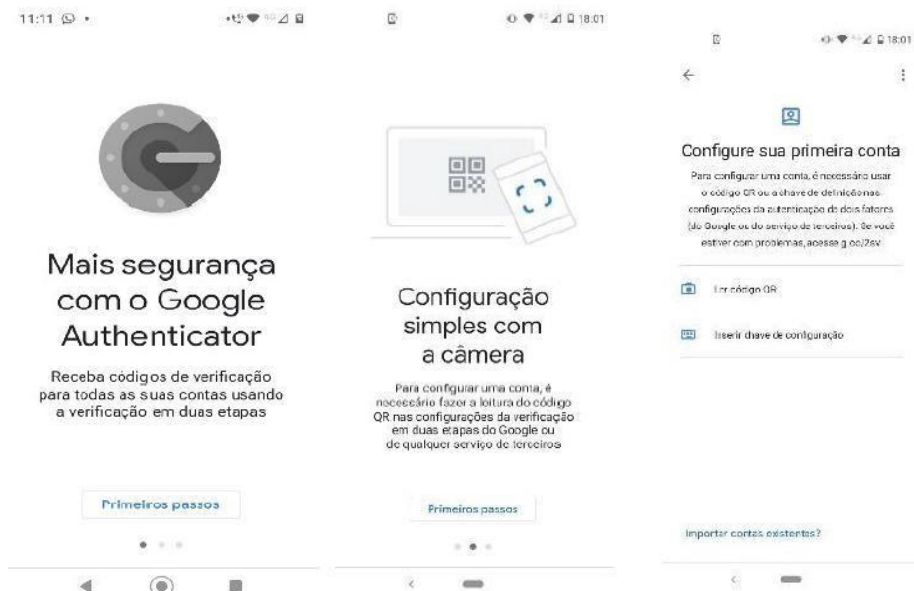 11:11
4G
Mais segurança
com o Google
Authenticator
Receba códigos de verificação
para todas as suas contas usando
a verificação em duas etapas
Primeiros passos
4G 18:01
Configuração
simples com
a câmera
Para configurar uma conta, é
necessário fazer a leitura do código
QR nas configurações da verificação
em duas etapas do Google ou
de qualquer serviço de terceiros
Primeiros passos
4G 18:01
Configure sua primeira conta
Para configurar uma conta, é necessário usar
o código QR ou a chave de definição nas
configurações da autenticação de dois fatores
(do Google ou do serviço de terceiros). Se você
estiver com problemas, acesse g.co/2sv
Ler código QR
Inserir chave de configuração
Importar contas existentes?